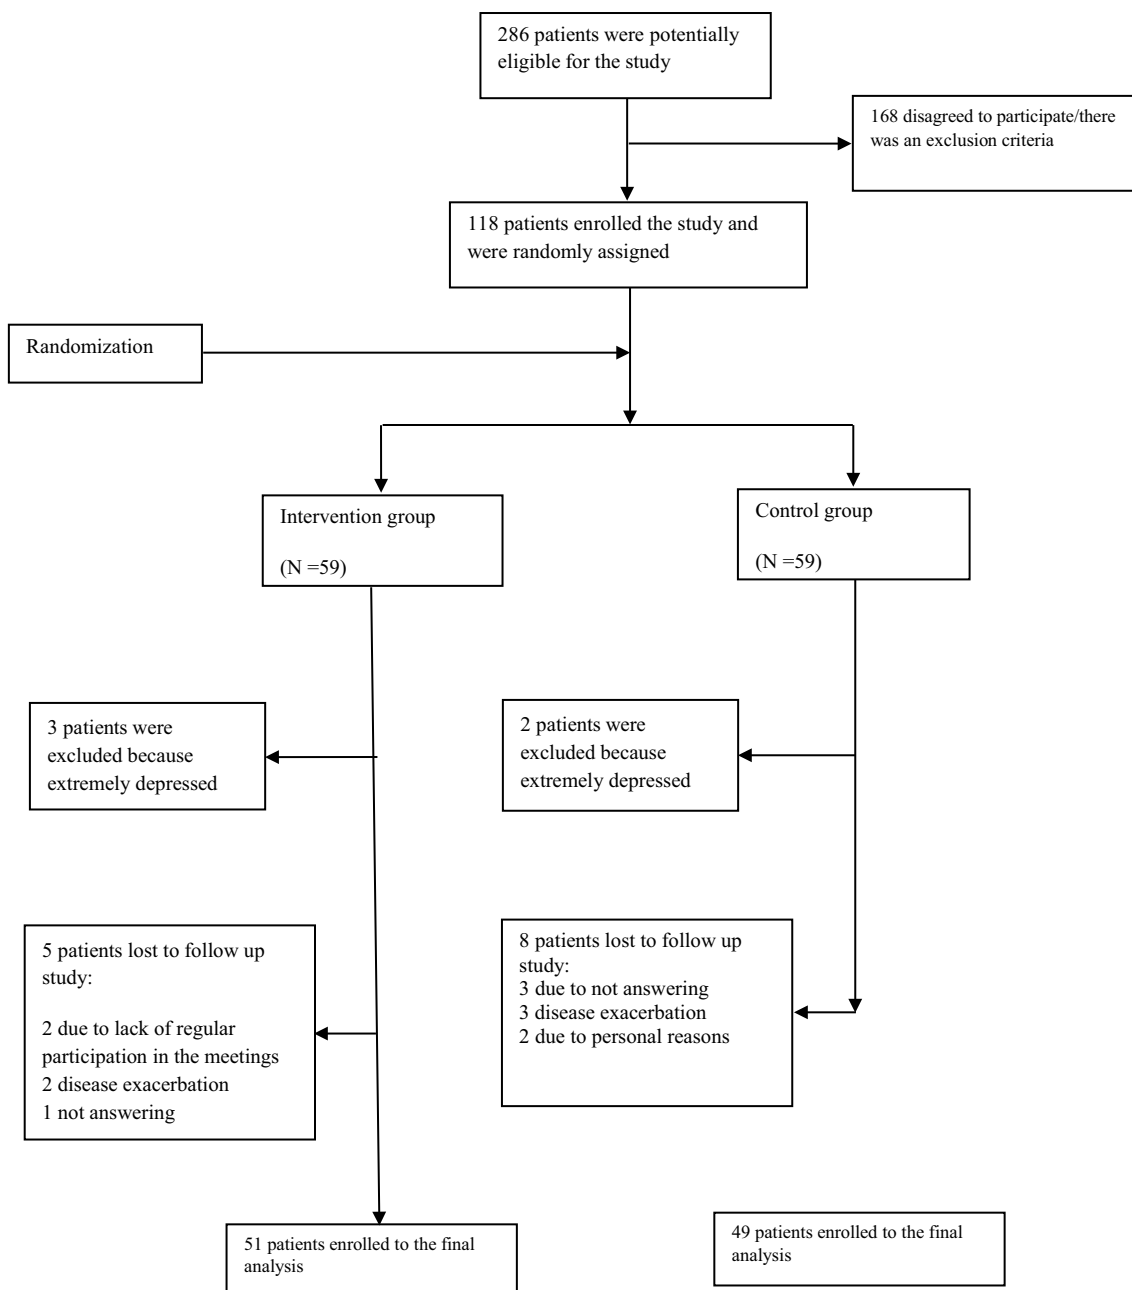 286 patients were potentially
eligible for the study
168 disagreed to participate/there
was an exclusion criteria
118 patients enrolled the study and
were randomly assigned
Randomization
Intervention group
(N =59)
Control group
(N =59)
3 patients were
excluded because
extremely depressed
2 patients were
excluded because
extremely depressed
5 patients lost to follow up
study:
2 due to lack of regular
participation in the meetings
2 disease exacerbation
1 not answering
8 patients lost to follow up
study:
3 due to not answering
3 disease exacerbation
2 due to personal reasons
51 patients enrolled to the final
analysis
49 patients enrolled to the final
analysis